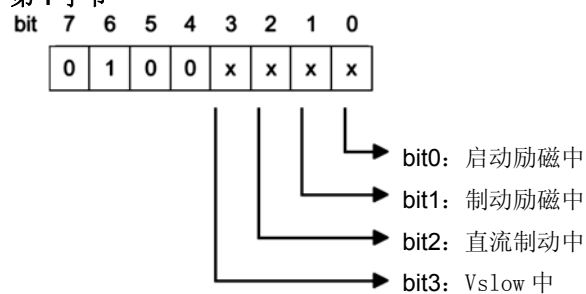 bit 7 6 5 4 3 2 1 0
0 1 0 0 x x x x
bit0：启动励磁中
bit1：制动励磁中
bit2：直流制动中
bit3：Vslow 中